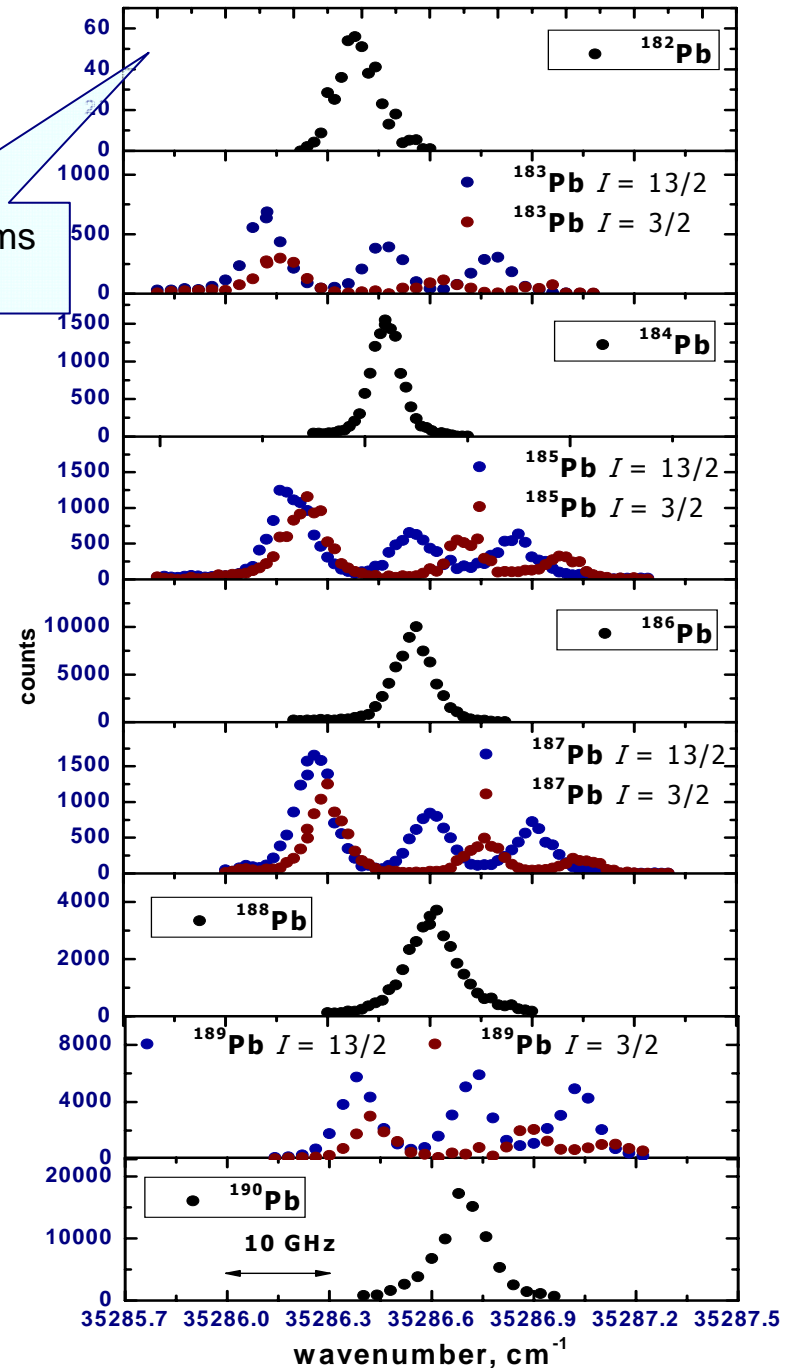 60
¹⁸²Pb
40
20
0
1000
¹⁸³Pb I = 13/2
¹⁸³Pb I = 3/2
500
ms
0
1500
¹⁸⁴Pb
1000
500
0
1500
¹⁸⁵Pb I = 13/2
¹⁸⁵Pb I = 3/2
1000
500
0
10000
¹⁸⁶Pb
5000
0
counts
1500
¹⁸⁷Pb I = 13/2
¹⁸⁷Pb I = 3/2
1000
500
0
4000
¹⁸⁸Pb
2000
0
8000
¹⁸⁹Pb I = 13/2
¹⁸⁹Pb I = 3/2
4000
0
20000
¹⁹⁰Pb
10000
10 GHz
0
35285.7 35286.0 35286.3 35286.6 35286.9 35287.2 35287.5
wavenumber, cm⁻¹